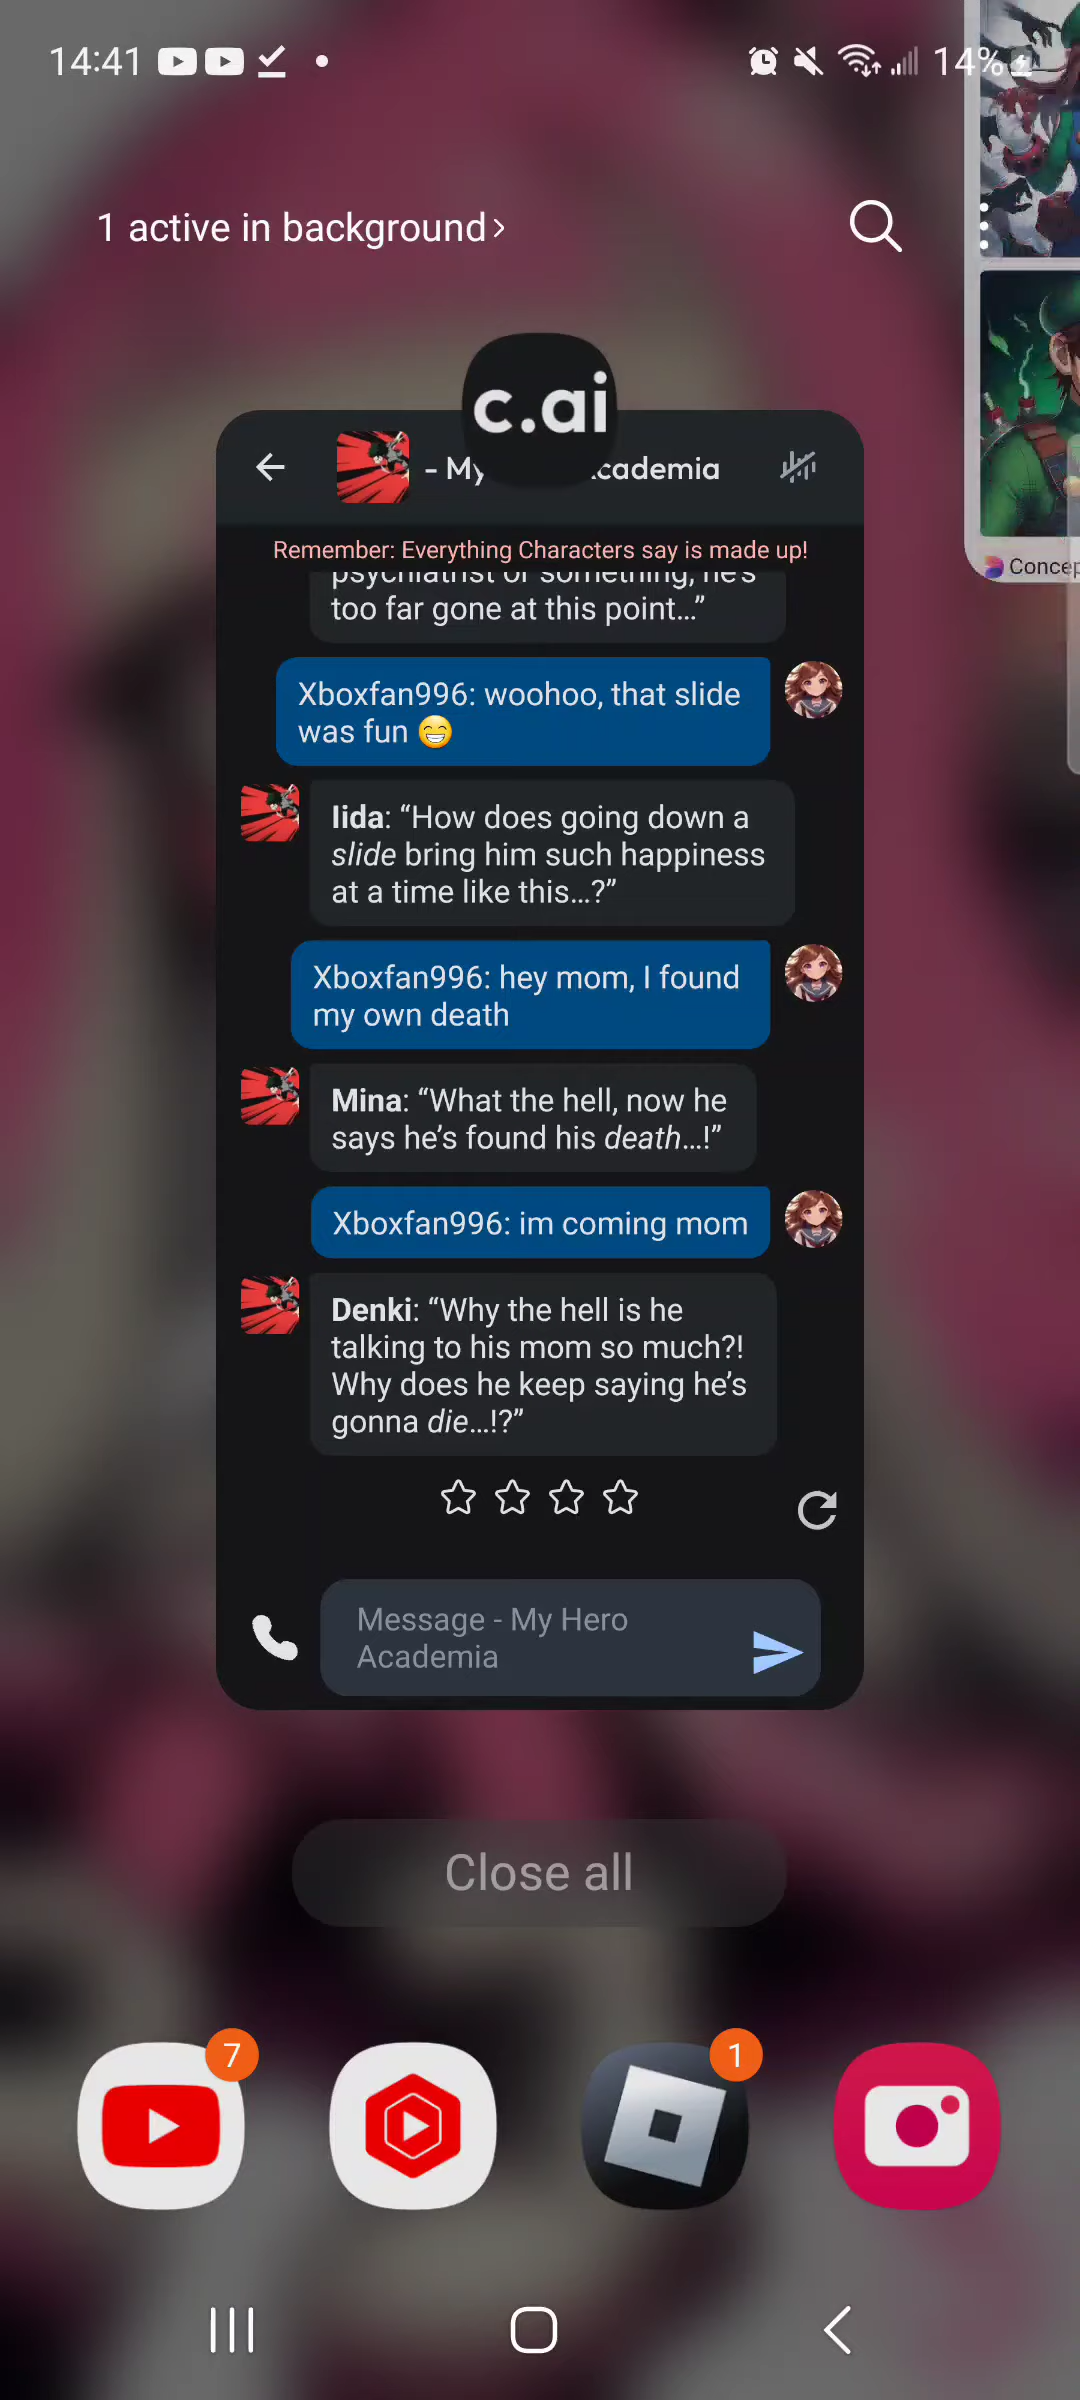 14:41
14%
1 active in background
c.ai
- My
cademia
Remember: Everything Characters say is made up!
psychiatrist or something, he's
too far gone at this point…”
Xboxfan996: woohoo, that slide
was fun 😁
Iida: “How does going down a
slide bring him such happiness
at a time like this…?”
Xboxfan996: hey mom, I found
my own death
Mina: “What the hell, now he
says he’s found his death…!”
Xboxfan996: im coming mom
Denki: “Why the hell is he
talking to his mom so much?!
Why does he keep saying he’s
gonna die…!?”
Message - My Hero
Academia
Concep
Close all
7
1